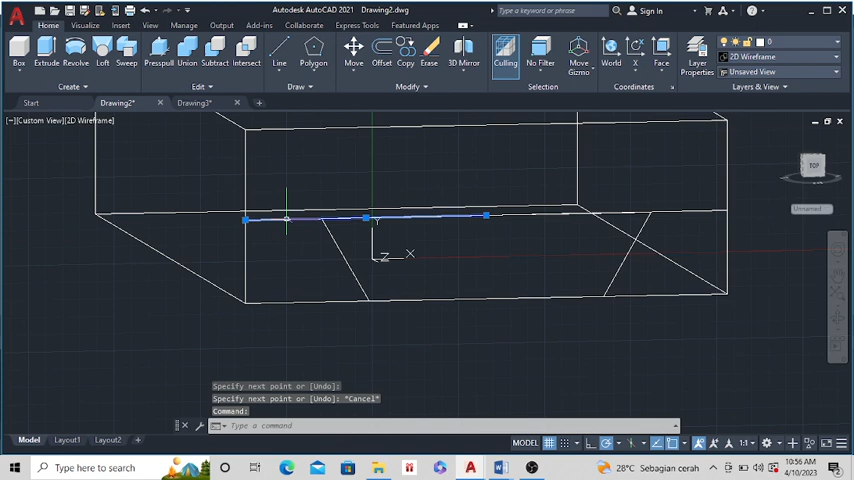 Autodesk AutoCAD 2021 Drawing2.dwg Type a keyword or phrase Sign In
Home Visualize Insert Annotate View Manage Output Add-ins Collaborate Express Tools Featured Apps
Box Extrude Revolve Loft Sweep Presspull Union Subtract Intersect Line Polygon Move Offset Copy Erase 3D Mirror Culling No Filter Move Gizmo World X Face Layer Properties
0
2D Wireframe
Unsaved View
Create Edit Draw Modify Selection Coordinates Layers & View
Start Drawing2* Drawing3*
[−][Custom View][2D Wireframe]
TOP
Unnamed
Y
Z X
Specify next point or [Undo]:
Specify next point or [Undo]: *Cancel*
Command:
Type a command
Model Layout1 Layout2 MODEL 1:1
Type here to search 28°C Sebagian cerah 10:56 AM
4/10/2023
2